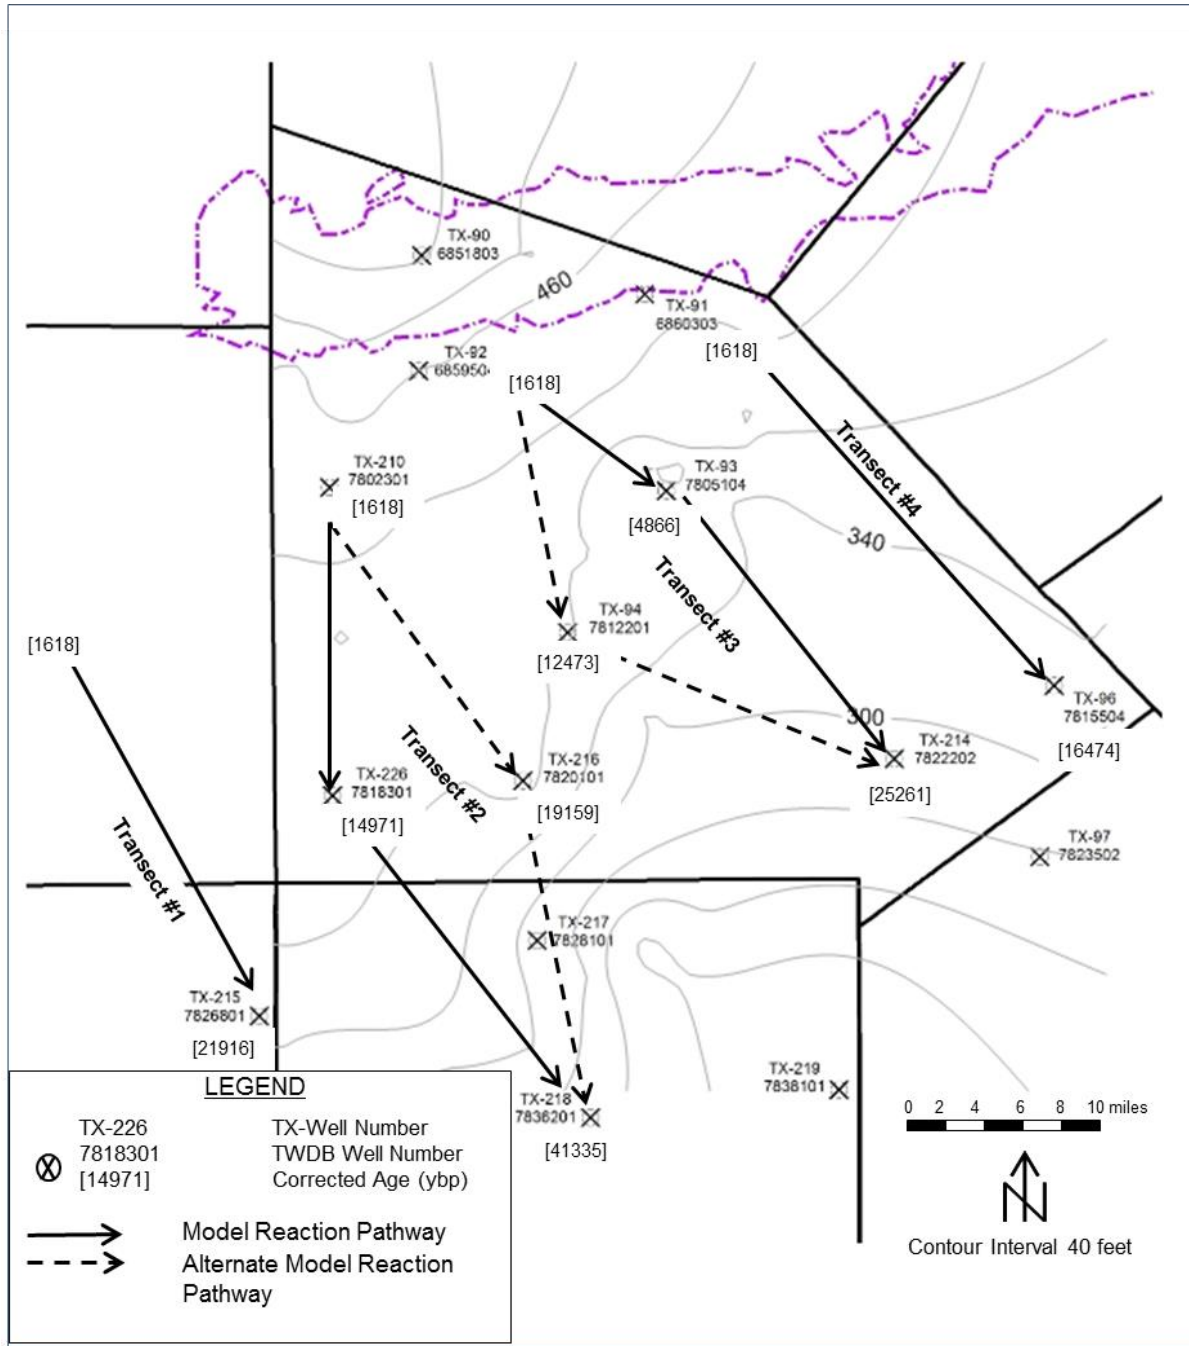 TX-90
6851803
460
TX-91
6860303
[1618]
TX-92
685950
[1618]
TX-210
7802301
[1618]
TX-93
7805104
[4866]
Transect #4
340
Transect #3
TX-94
7812201
[12473]
[1618]
TX-96
7815504
[16474]
300
TX-214
7822202
[25261]
TX-216
7820101
[19159]
Transect #2
TX-226
7818301
[14971]
Transect #1
TX-97
7823502
TX-217
7828101
TX-215
7826801
[21916]
TX-219
7838101
TX-218
7836201
[41335]
LEGEND
TX-226 TX-Well Number
7818301 TWDB Well Number
[14971] Corrected Age (ybp)
Model Reaction Pathway
Alternate Model Reaction
Pathway
0 2 4 6 8 10 miles
N
Contour Interval 40 feet